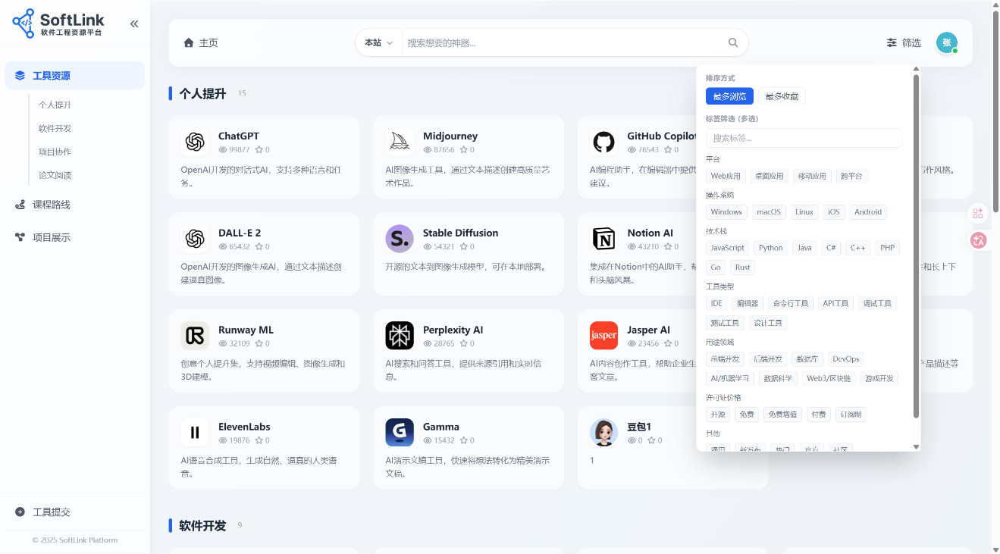 SoftLink
软件工程资源平台
工具资源
个人提升
软件开发
项目协作
论文阅读
课程路线
项目展示
工具提交
© 2025 SoftLink Platform
主页
本站
搜索想要的神器...
筛选
张
个人提升 15
ChatGPT
99877 0
OpenAI开发的对话式AI，支持多种语言和任
务。
Midjourney
87656 0
AI图像生成工具，通过文本描述创建高质量艺
术作品。
GitHub Copilot
76543 0
AI编程助手，在编辑器中提供
建议。
写作风格。
DALL-E 2
65432 0
OpenAI开发的图像生成AI，通过文本描述创
建逼真图像。
S.
Stable Diffusion
54321 0
开源的文本到图像生成模型，可在本地部署。
Notion AI
43210 0
集成在Notion中的AI助手，
和头脑风暴。
和长上下
Runway ML
32109 0
创意个人提升集，支持视频编辑、图像生成和
3D建模。
Perplexity AI
28765 0
AI搜索和问答工具，提供来源引用和实时信
息。
jasper
Jasper AI
23456 0
AI内容创作工具，帮助企业生
客文章。
产品描述等
ElevenLabs
19876 0
AI语音合成工具，生成自然、逼真的人类语
音。
G
Gamma
15432 0
AI演示文稿工具，快速将想法转化为精美演示
文稿。
豆包1
0 0
1
软件开发 9
排序方式
最多浏览 最多收藏
标签筛选 (多选)
搜索标签...
平台
Web应用 桌面应用 移动应用 跨平台
操作系统
Windows macOS Linux iOS Android
技术栈
JavaScript Python Java C# C++ PHP
Go Rust
工具类型
IDE 编辑器 命令行工具 API工具 调试工具
测试工具 设计工具
用途领域
前端开发 后端开发 数据库 DevOps
AI/机器学习 数据科学 Web3/区块链 游戏开发
许可证价格
开源 免费 免费增值 付费 订阅制
其他
通用 新发布 热门 官方 社区